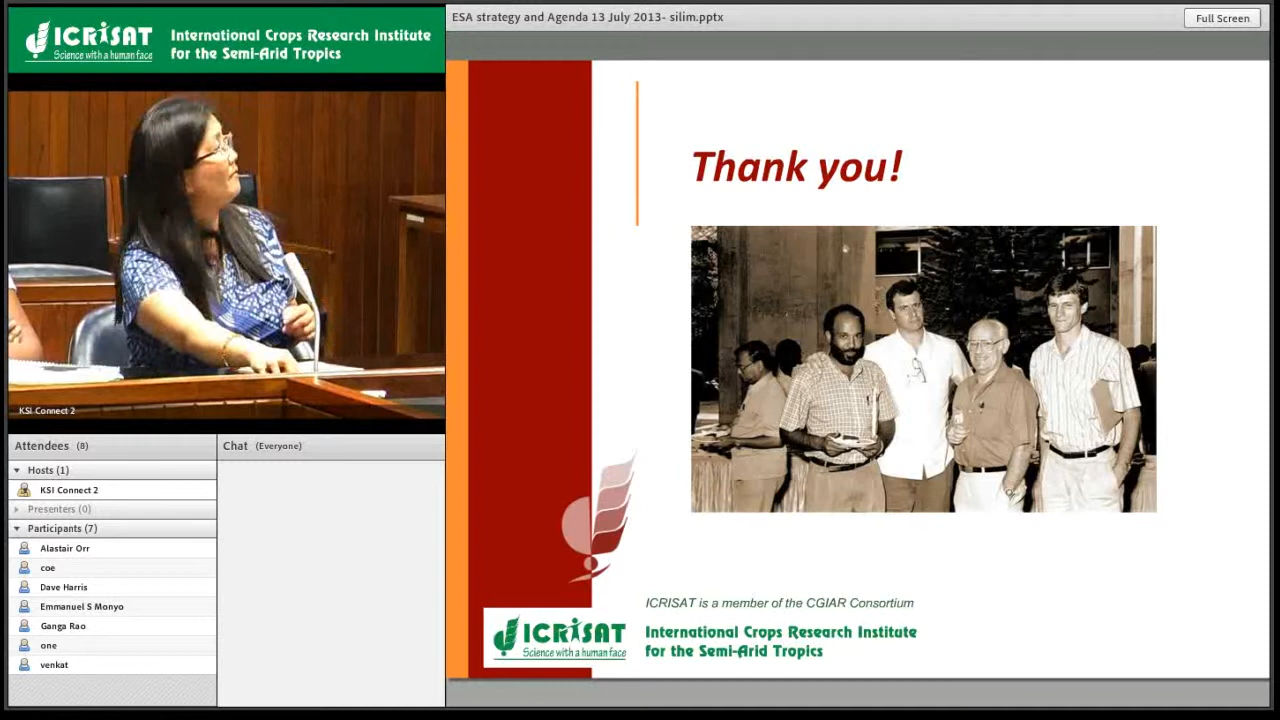 ICRISAT
Science with a human face
International Crops Research Institute
for the Semi-Arid Tropics
KSI Connect 2
Attendees (8)
Hosts (1)
KSI Connect 2
Presenters (0)
Participants (7)
Alastair Orr
coe
Dave Harris
Emmanuel S Monyo
Ganga Rao
one
venkat
Chat (Everyone)
ESA strategy and Agenda 13 July 2013- silim.pptx
Full Screen
Thank you!
ICRISAT is a member of the CGIAR Consortium
ICRISAT
Science with a human face
International Crops Research Institute
for the Semi-Arid Tropics